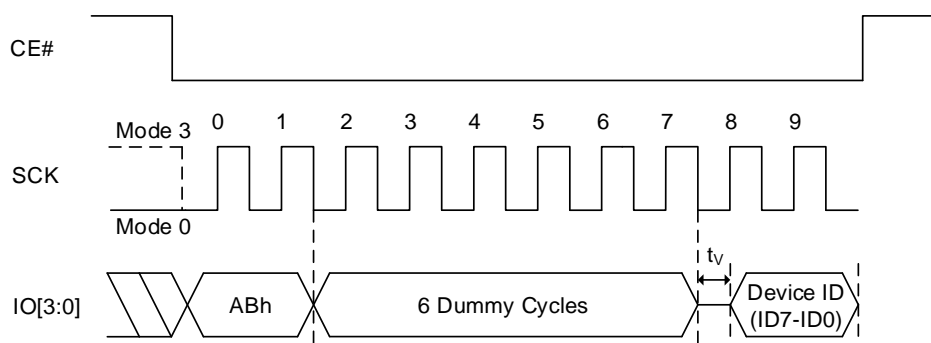 CE#
Mode 3
0 1 2 3 4 5 6 7 8 9
SCK
Mode 0
tV
IO[3:0]
ABh
6 Dummy Cycles
Device ID
(ID7-ID0)